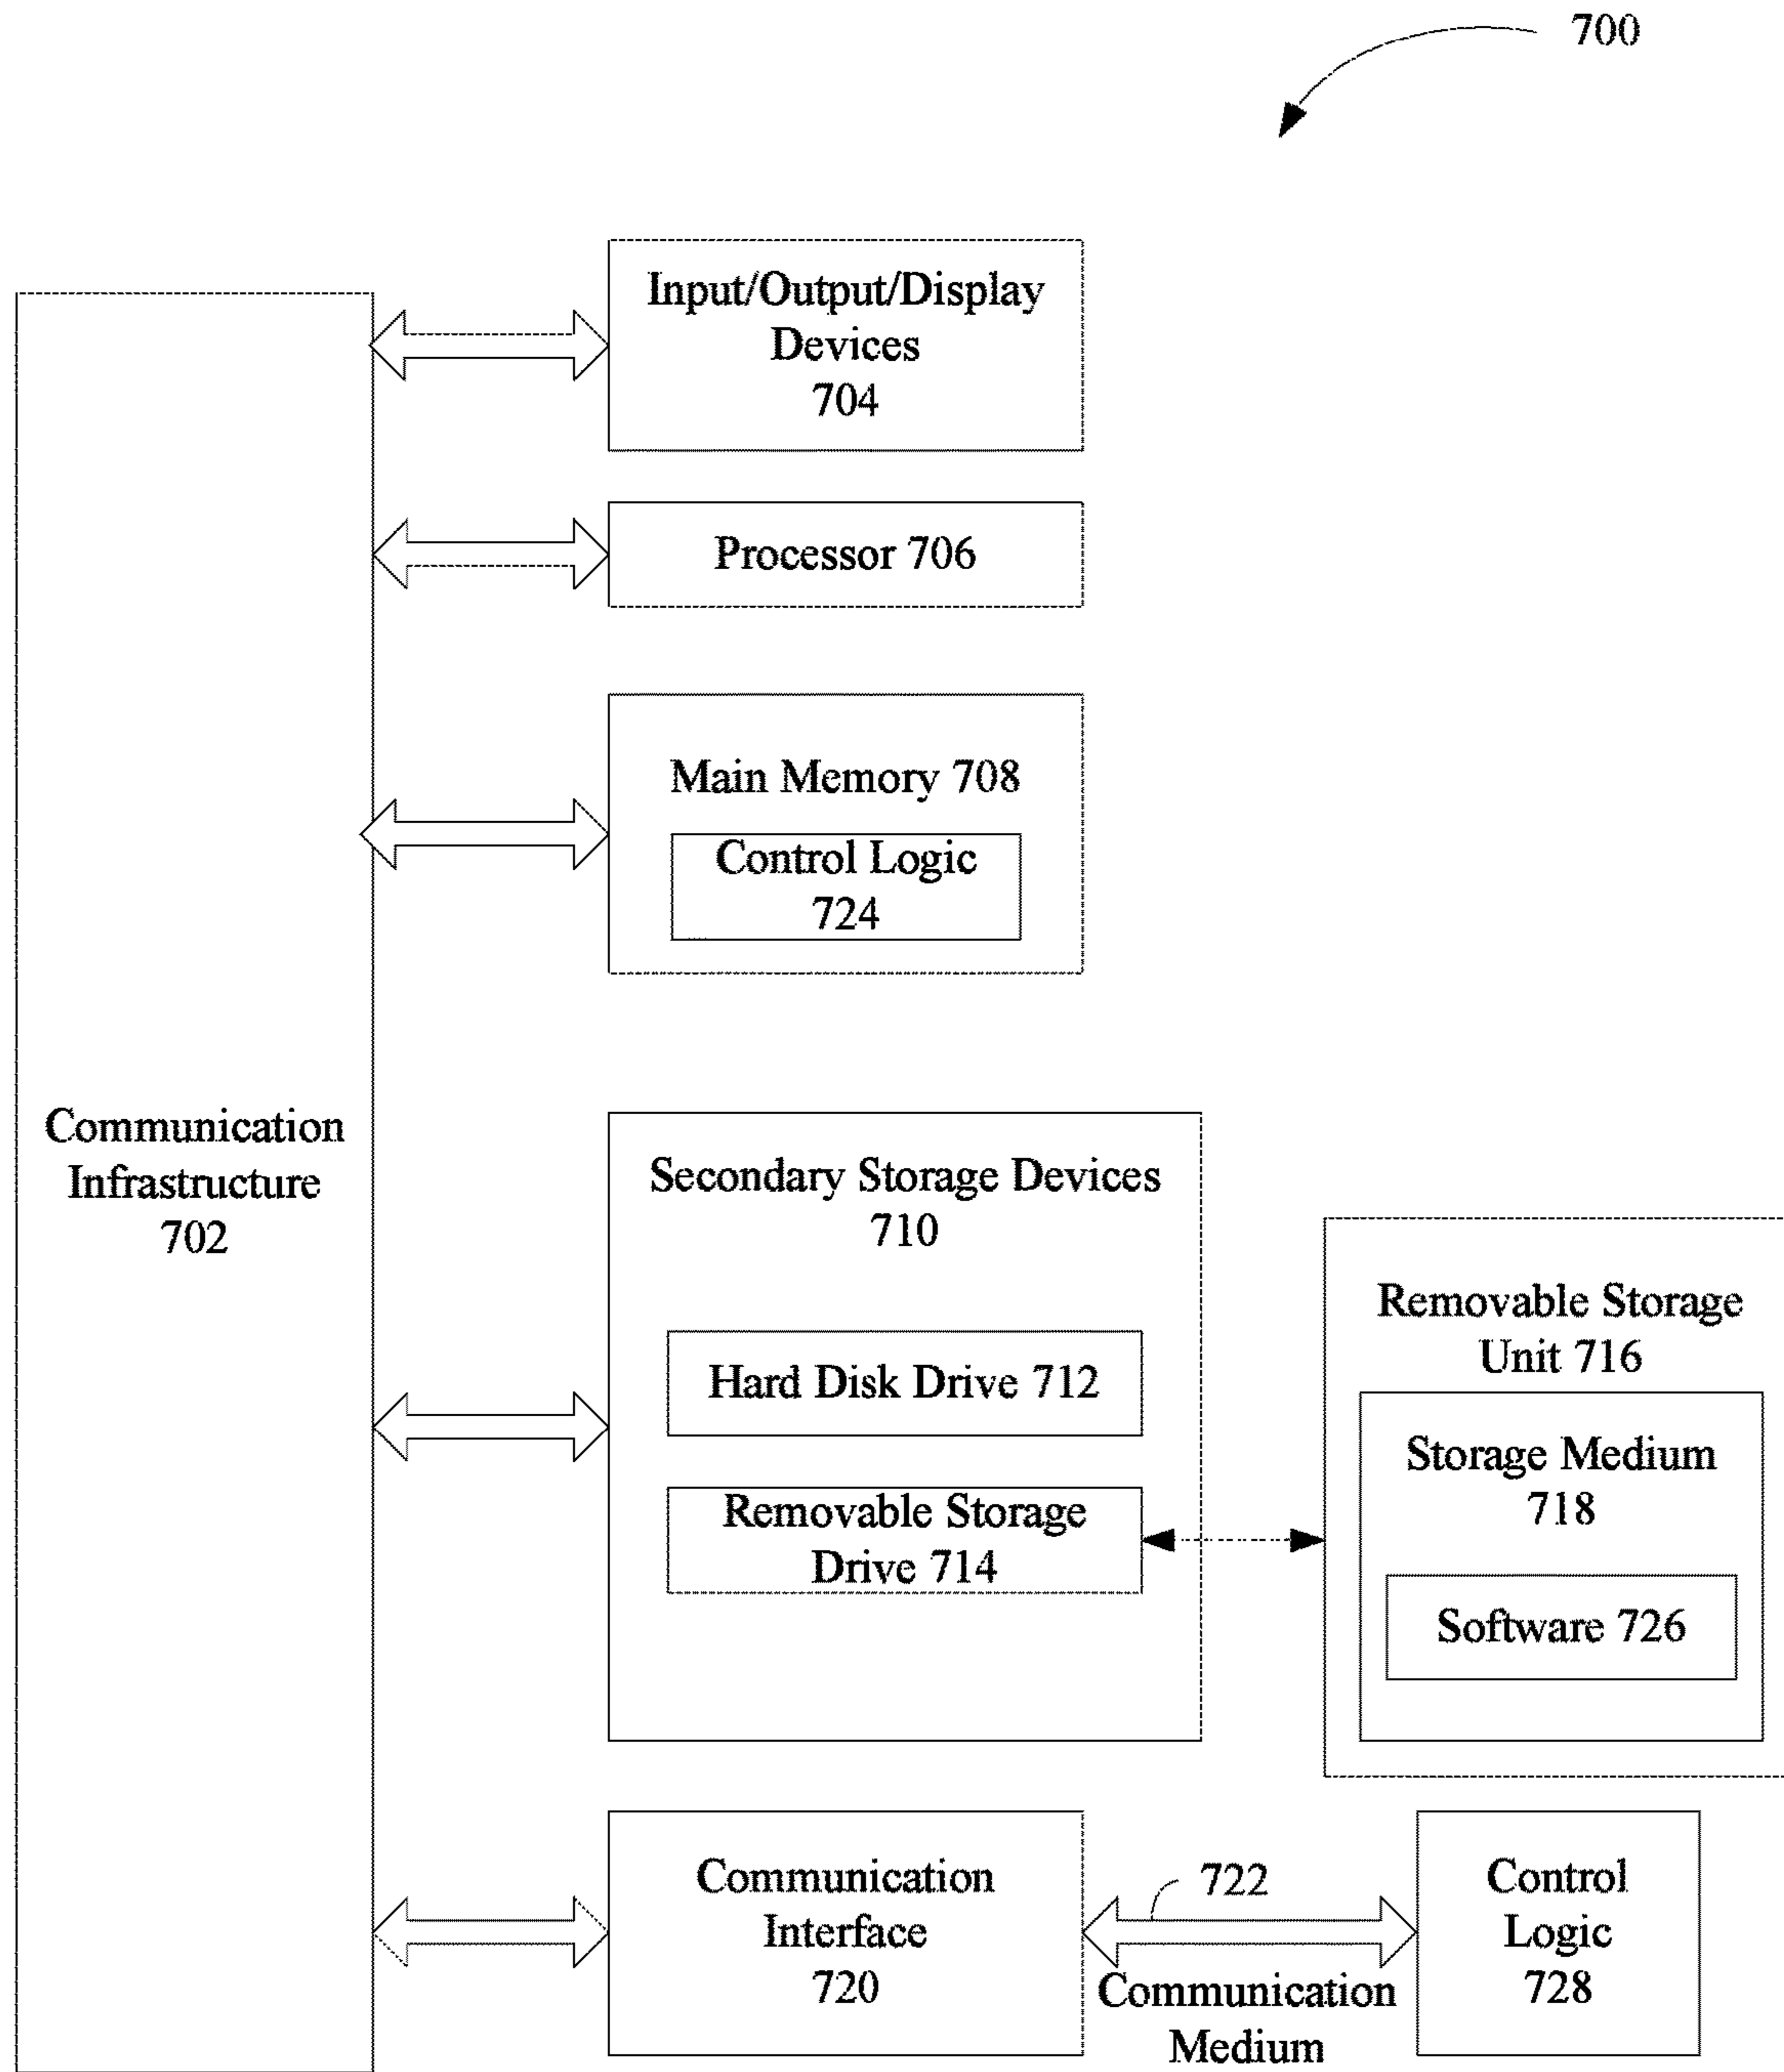 700
Input/Output/Display
Devices
704
Processor 706
Main Memory 708
Control Logic
724
Communication
Infrastructure
702
Secondary Storage Devices
710
Hard Disk Drive 712
Removable Storage
Drive 714
Removable Storage
Unit 716
Storage Medium
718
Software 726
Communication
Interface
720
722
Communication
Medium
Control
Logic
728